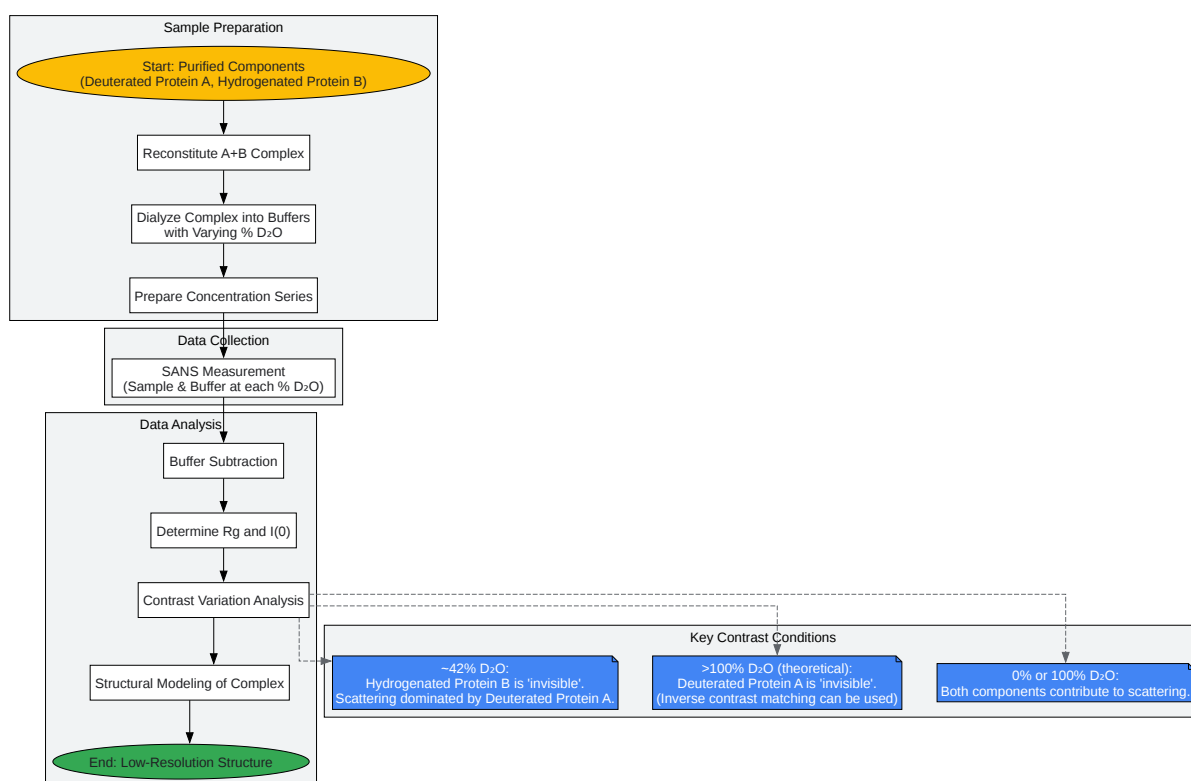 Sample Preparation
Start: Purified Components
(Deuterated Protein A, Hydrogenated Protein B)
Reconstitute A+B Complex
Dialyze Complex into Buffers
with Varying % D₂O
Prepare Concentration Series
Data Collection
SANS Measurement
(Sample & Buffer at each % D₂O)
Data Analysis
Buffer Subtraction
Determine Rg and I(0)
Contrast Variation Analysis
Key Contrast Conditions
~42% D₂O:
Hydrogenated Protein B is 'invisible'.
Scattering dominated by Deuterated Protein A.
>100% D₂O (theoretical):
Deuterated Protein A is 'invisible'.
(Inverse contrast matching can be used)
0% or 100% D₂O:
Both components contribute to scattering.
Structural Modeling of Complex
End: Low-Resolution Structure